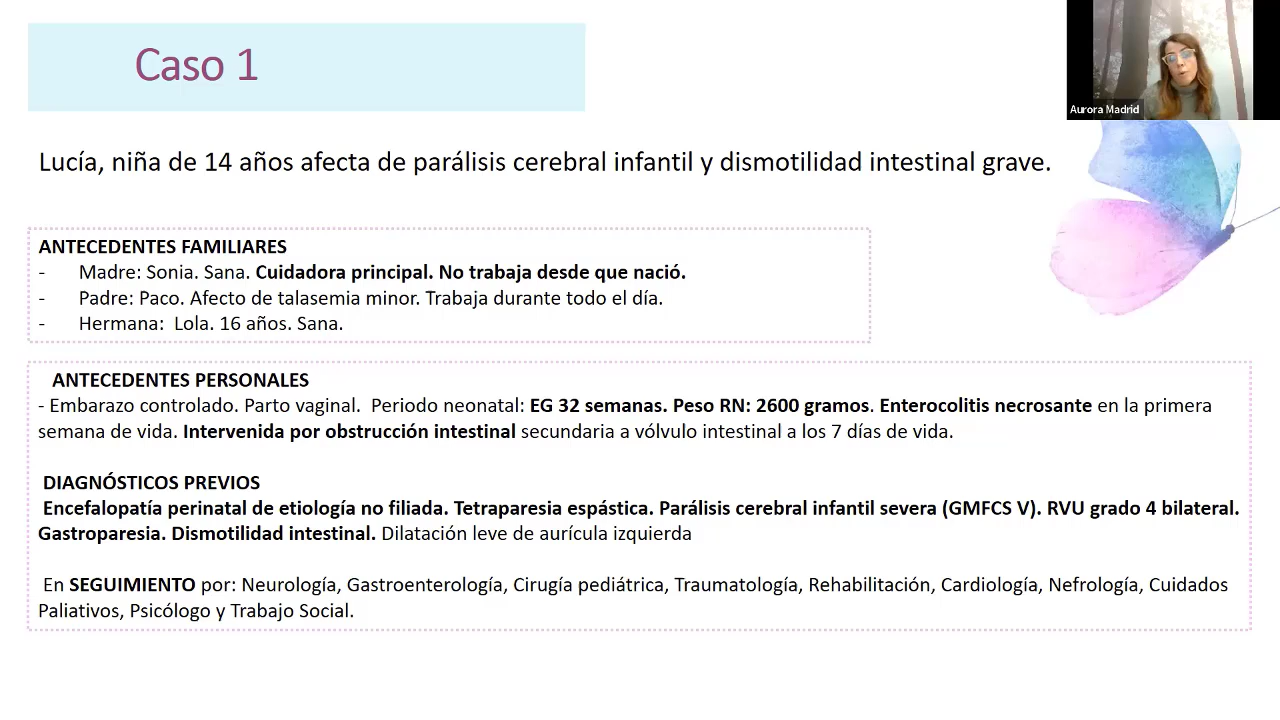 Caso 1
Aurora Madrid
Lucía, niña de 14 años afecta de parálisis cerebral infantil y dismotilidad intestinal grave.
ANTECEDENTES FAMILIARES
- Madre: Sonia. Sana. Cuidadora principal. No trabaja desde que nació.
- Padre: Paco. Afecto de talasemia minor. Trabaja durante todo el día.
- Hermana: Lola. 16 años. Sana.
ANTECEDENTES PERSONALES
- Embarazo controlado. Parto vaginal. Periodo neonatal: EG 32 semanas. Peso RN: 2600 gramos. Enterocolitis necrosante en la primera
semana de vida. Intervenida por obstrucción intestinal secundaria a vólvulo intestinal a los 7 días de vida.
DIAGNÓSTICOS PREVIOS
Encefalopatía perinatal de etiología no filiada. Tetraparesia espástica. Parálisis cerebral infantil severa (GMFCS V). RVU grado 4 bilateral.
Gastroparesia. Dismotilidad intestinal. Dilatación leve de aurícula izquierda
En SEGUIMIENTO por: Neurología, Gastroenterología, Cirugía pediátrica, Traumatología, Rehabilitación, Cardiología, Nefrología, Cuidados
Paliativos, Psicólogo y Trabajo Social.